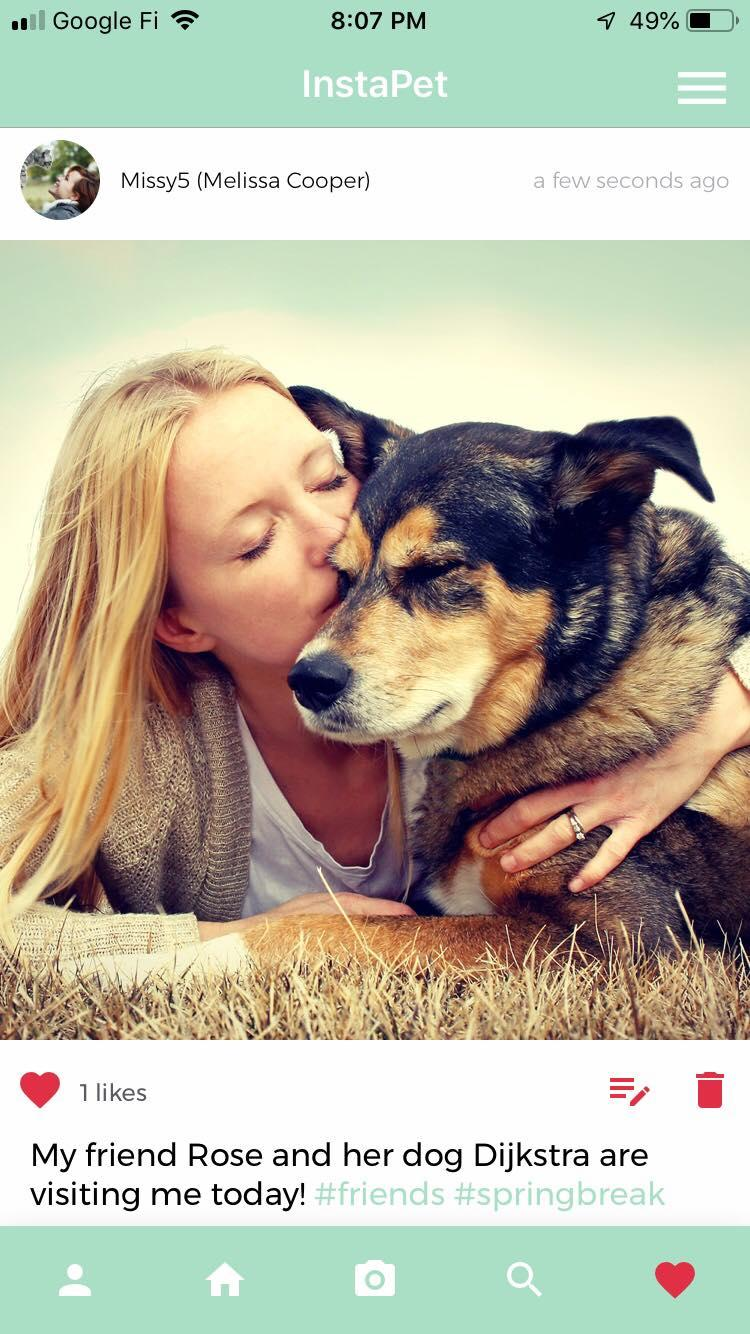 Google Fi 8:07 PM 49%
InstaPet
Missy5 (Melissa Cooper) a few seconds ago
1 likes
My friend Rose and her dog Dijkstra are
visiting me today! #friends #springbreak